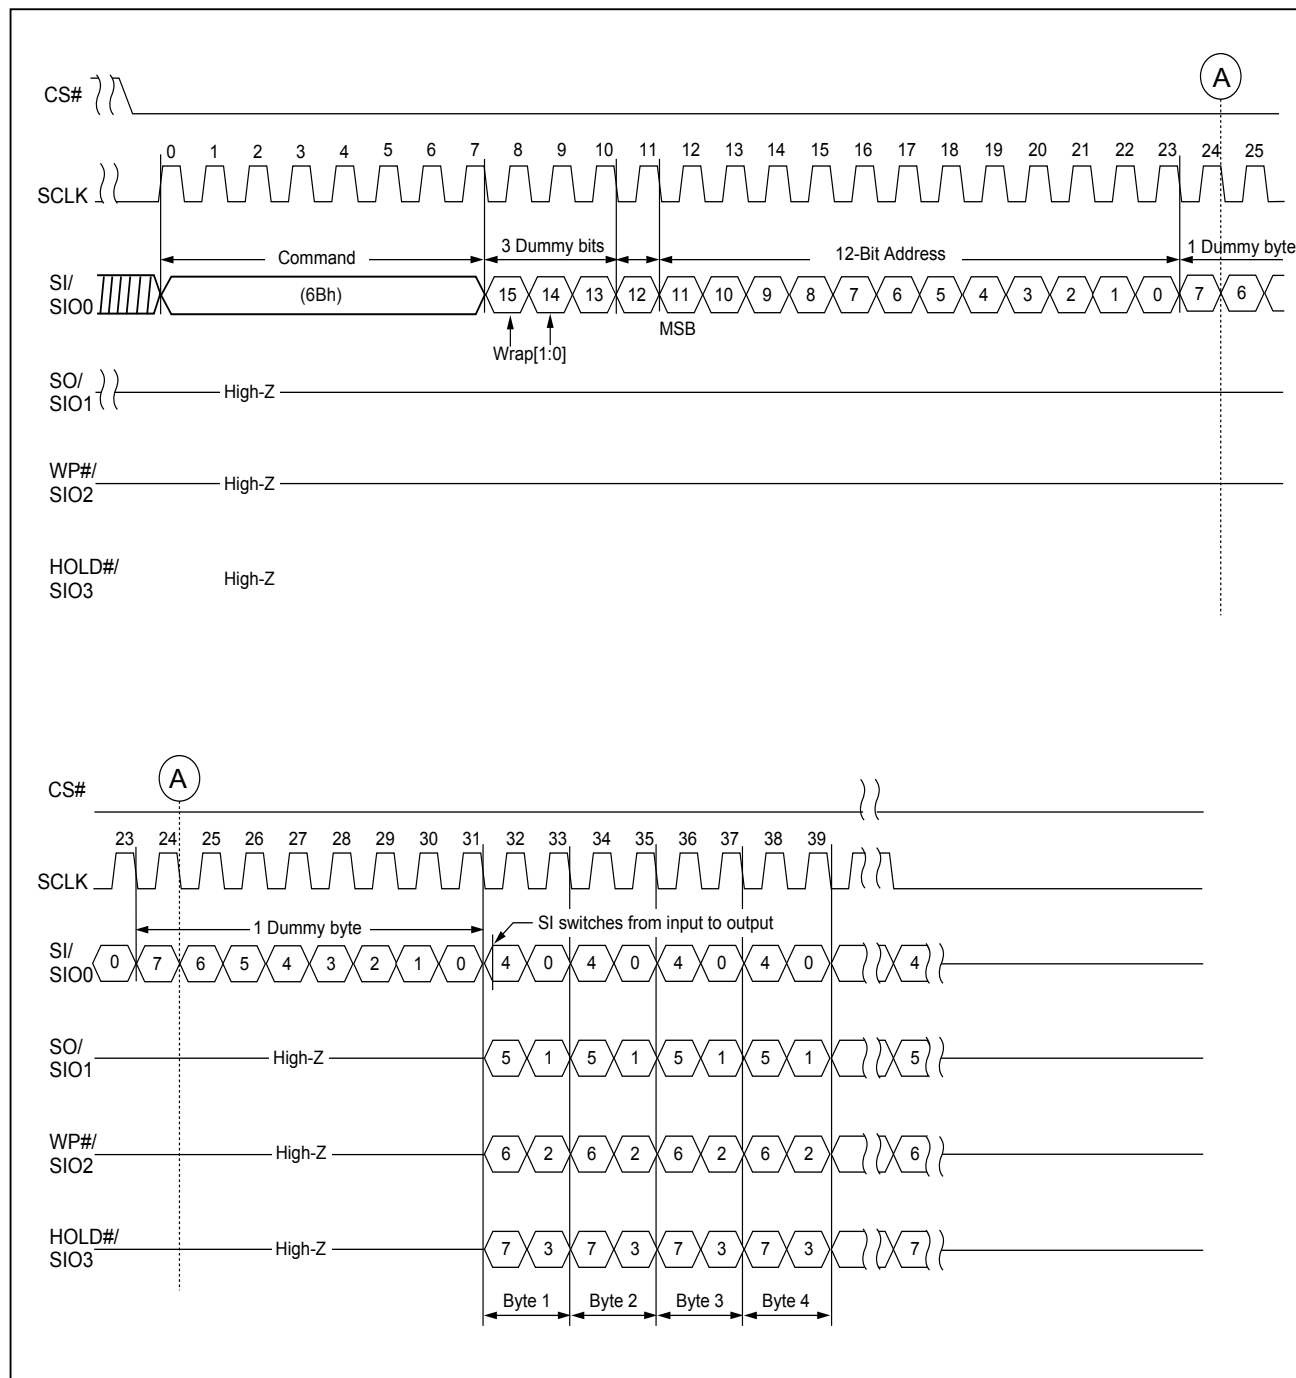 A
CS#
0 1 2 3 4 5 6 7 8 9 10 11 12 13 14 15 16 17 18 19 20 21 22 23 24 25
SCLK
Command 3 Dummy bits 12-Bit Address 1 Dummy byte
SI/
SIO0
(6Bh) 15 14 13 12 11 10 9 8 7 6 5 4 3 2 1 0 7 6
MSB
Wrap[1:0]
SO/
SIO1
High-Z
WP#/
SIO2
High-Z
HOLD#/
SIO3
High-Z
A
CS#
23 24 25 26 27 28 29 30 31 32 33 34 35 36 37 38 39
SCLK
1 Dummy byte SI switches from input to output
SI/
SIO0
0 7 6 5 4 3 2 1 0 4 0 4 0 4 0 4 0 4
SO/
SIO1
High-Z 5 1 5 1 5 1 5 1 5
WP#/
SIO2
High-Z 6 2 6 2 6 2 6 2 6
HOLD#/
SIO3
High-Z 7 3 7 3 7 3 7 3 7
Byte 1 Byte 2 Byte 3 Byte 4